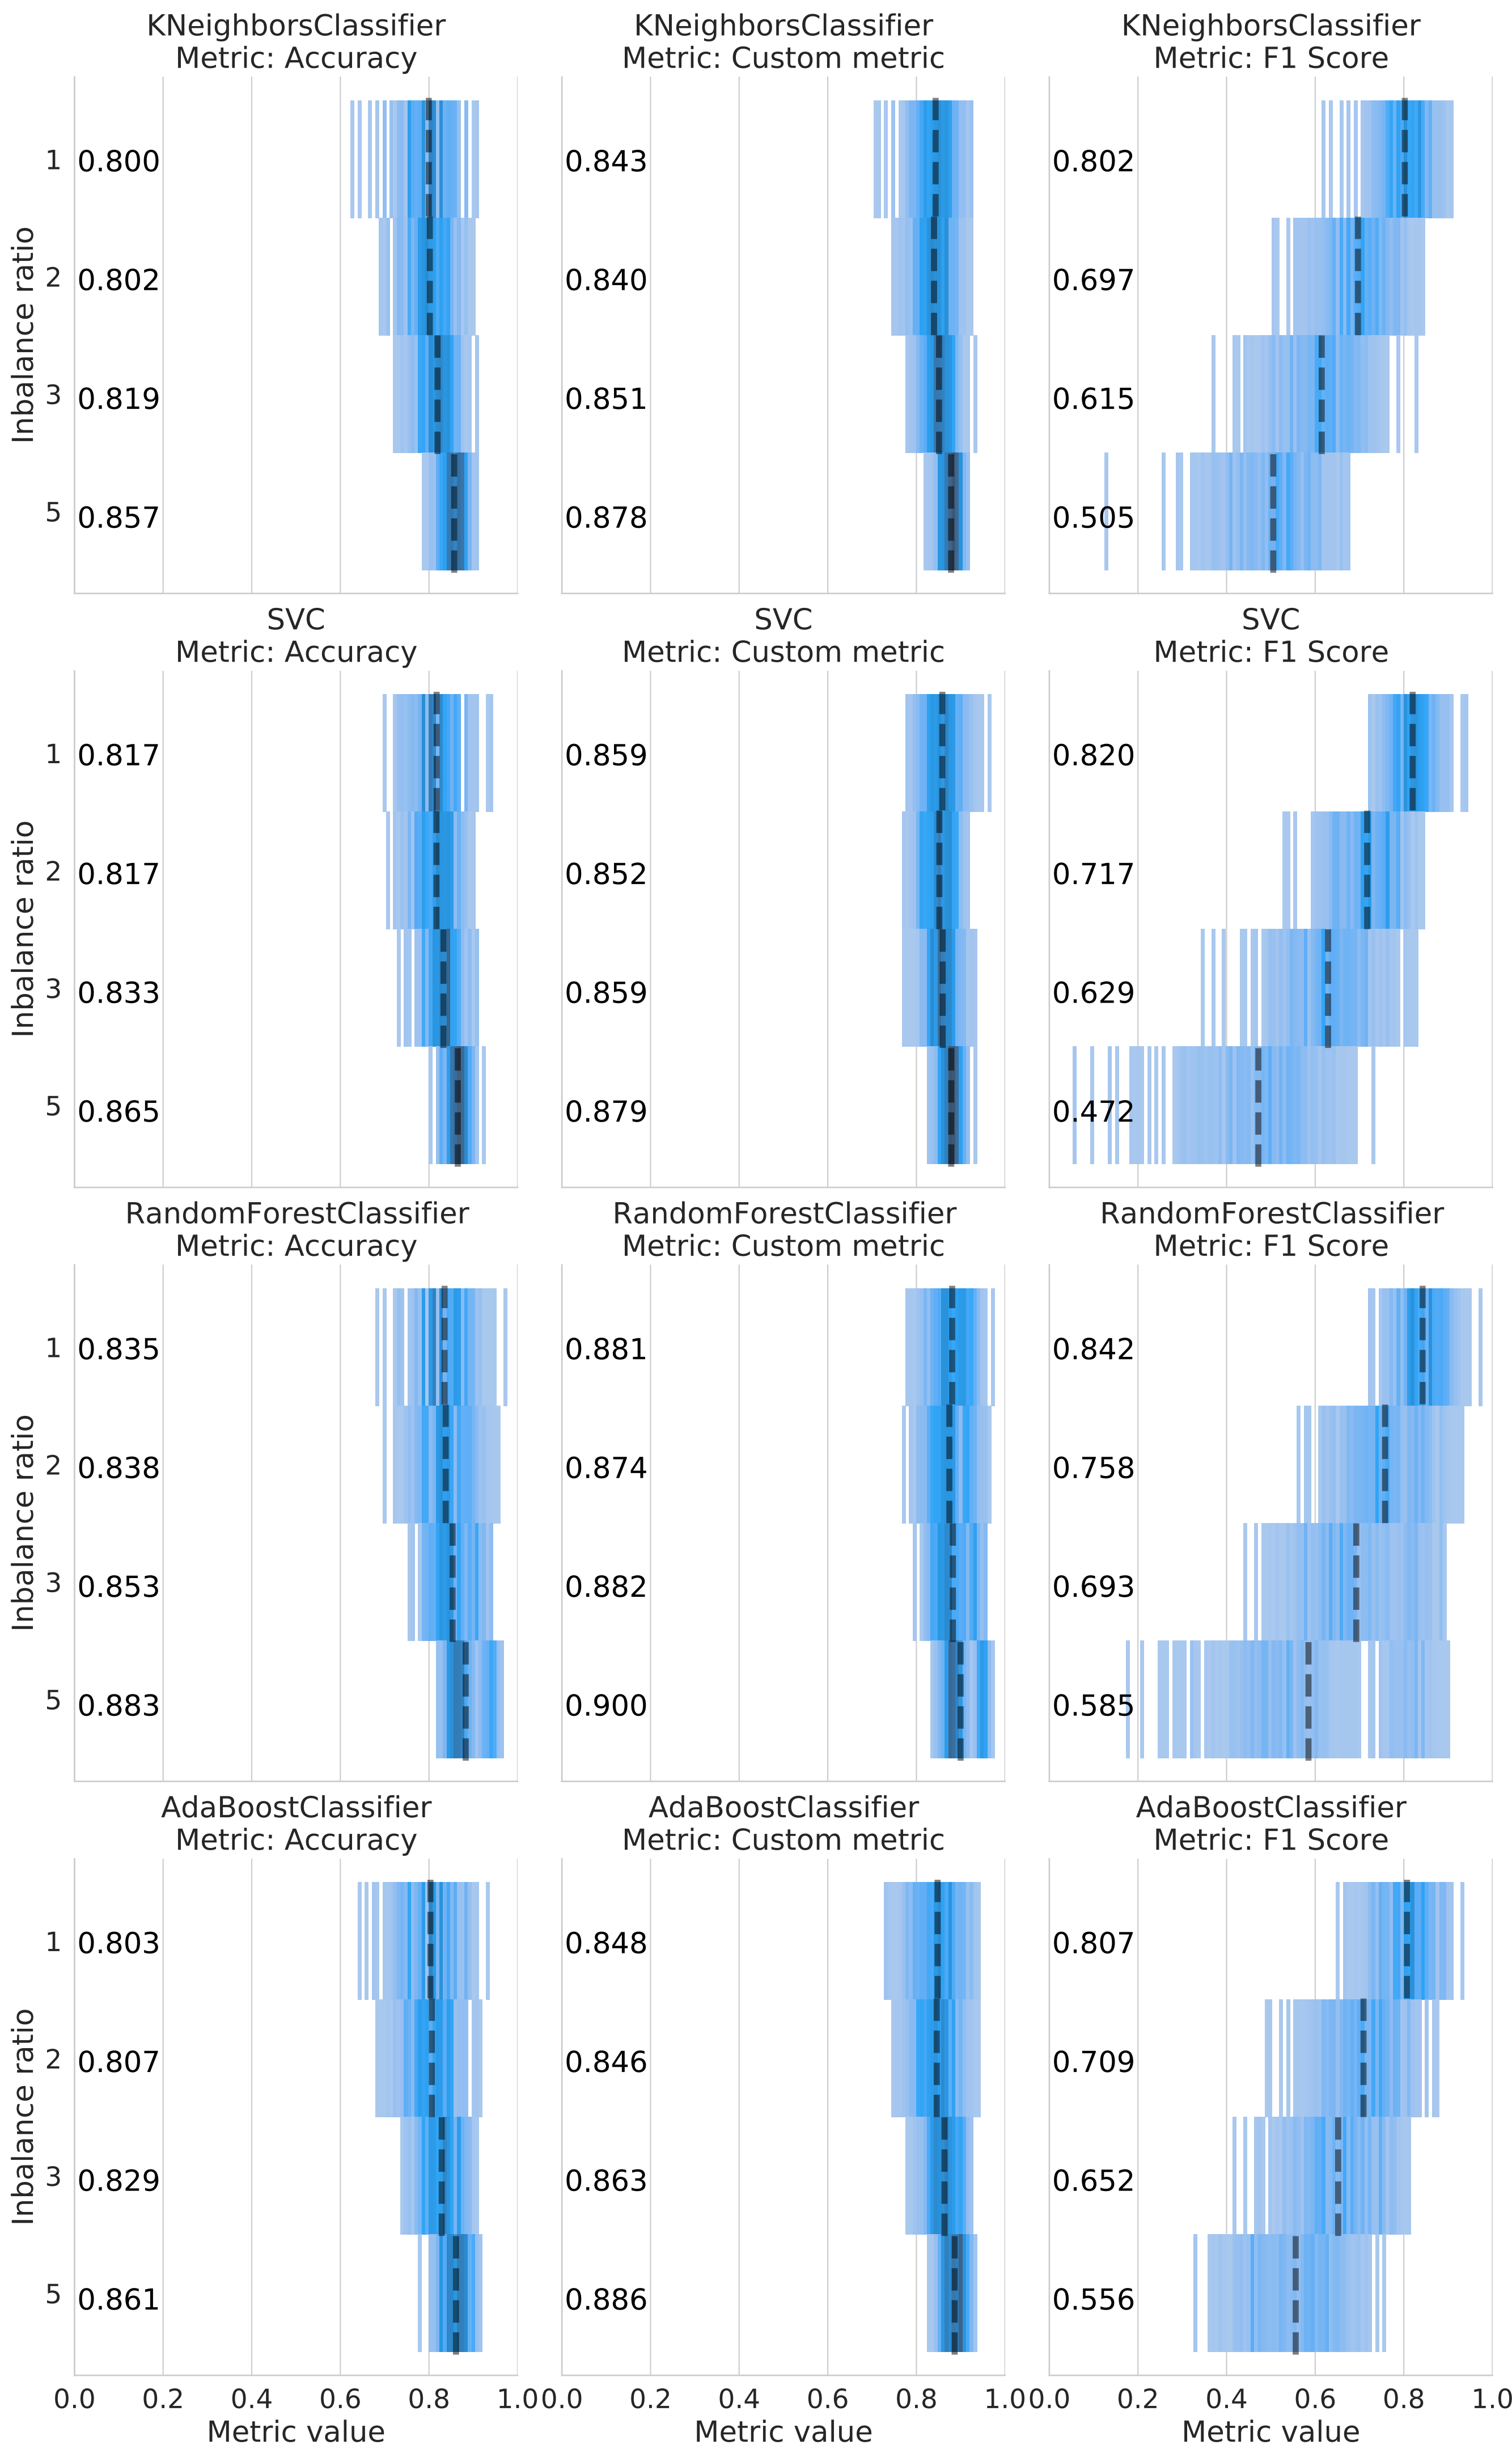 KNeighborsClassifier
Metric: Accuracy
KNeighborsClassifier
Metric: Custom metric
KNeighborsClassifier
Metric: F1 Score
Inbalance ratio
1
0.800
0.843
0.802
2
0.802
0.840
0.697
3
0.819
0.851
0.615
5
0.857
0.878
0.505
SVC
Metric: Accuracy
SVC
Metric: Custom metric
SVC
Metric: F1 Score
Inbalance ratio
1
0.817
0.859
0.820
2
0.817
0.852
0.717
3
0.833
0.859
0.629
5
0.865
0.879
0.472
RandomForestClassifier
Metric: Accuracy
RandomForestClassifier
Metric: Custom metric
RandomForestClassifier
Metric: F1 Score
Inbalance ratio
1
0.835
0.881
0.842
2
0.838
0.874
0.758
3
0.853
0.882
0.693
5
0.883
0.900
0.585
AdaBoostClassifier
Metric: Accuracy
AdaBoostClassifier
Metric: Custom metric
AdaBoostClassifier
Metric: F1 Score
Inbalance ratio
1
0.803
0.848
0.807
2
0.807
0.846
0.709
3
0.829
0.863
0.652
5
0.861
0.886
0.556
0.0 0.2 0.4 0.6 0.8 1.0
Metric value
0.0 0.2 0.4 0.6 0.8 1.0
Metric value
0.0 0.2 0.4 0.6 0.8 1.0
Metric value